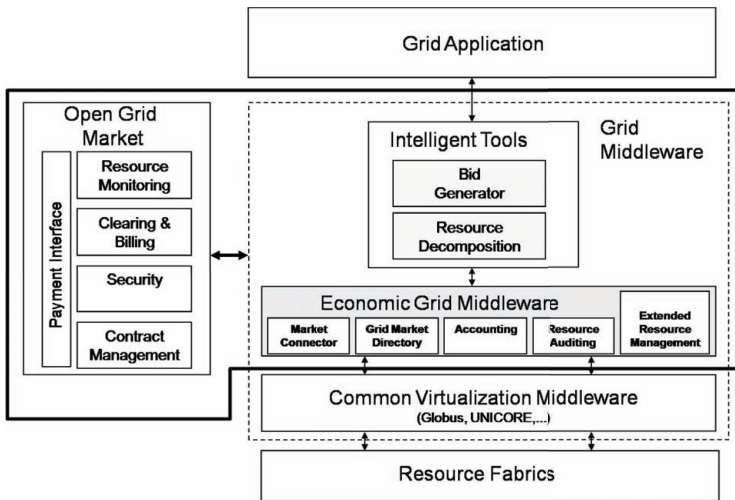 Grid Application
Open Grid
Market
Payment Interface
Resource
Monitoring
Clearing &
Billing
Security
Contract
Management
Grid
Middleware
Intelligent Tools
Bid
Generator
Resource
Decomposition
Economic Grid Middleware
Market
Connector
Grid Market
Directory
Accounting
Resource
Auditing
Extended
Resource
Management
Common Virtualization Middleware
(Globus, UNICORE,...)
Resource Fabrics